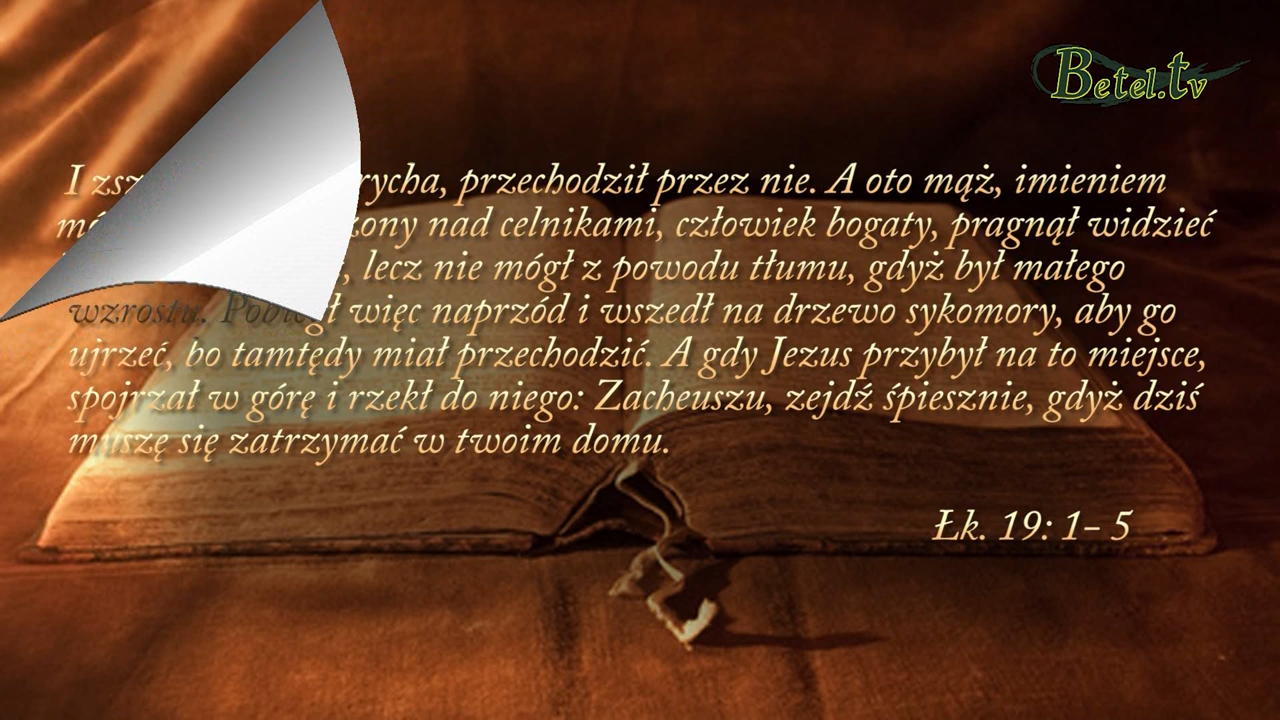 Betel.tv
przechodził przez nie. A oto mąż, imieniem
nad celnikami, człowiek bogaty, pragnął widzieć
lecz nie mógł z powodu tłumu, gdyż był małego
wzrostu. Pobiegł więc naprzód i wszedł na drzewo sykomory, aby go
ujrzeć, bo tamtędy miał przechodzić. A gdy Jezus przybył na to miejsce,
spojrzał w górę i rzekł do niego: Zacheuszu, zejdź śpiesznie, gdyż dziś
muszę się zatrzymać w twoim domu.
Łk. 19: 1– 5